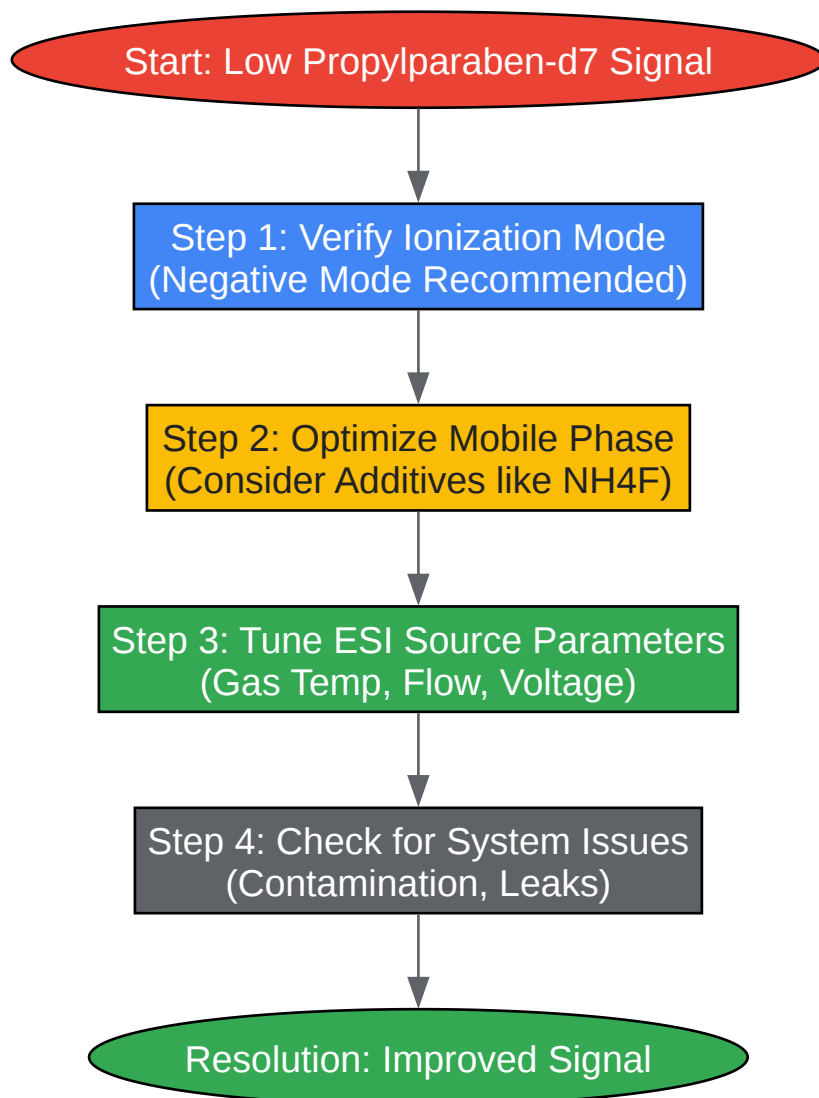 Start: Low Propylparaben-d7 Signal
Step 1: Verify Ionization Mode
(Negative Mode Recommended)
Step 2: Optimize Mobile Phase
(Consider Additives like NH4F)
Step 3: Tune ESI Source Parameters
(Gas Temp, Flow, Voltage)
Step 4: Check for System Issues
(Contamination, Leaks)
Resolution: Improved Signal